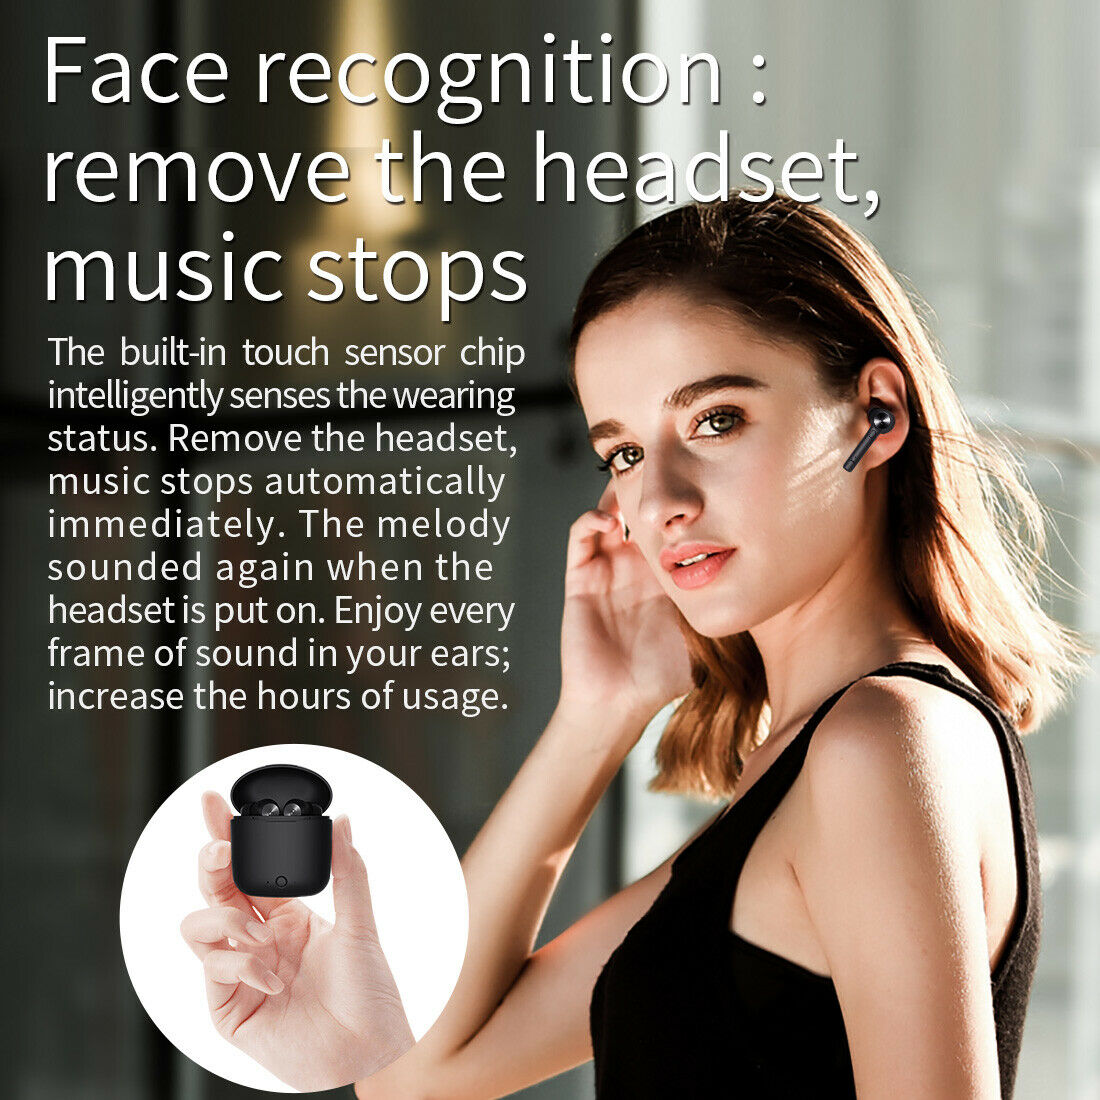 Face recognition :
remove the headset,
music stops
The built-in touch sensor chip
intelligently senses the wearing
status. Remove the headset,
music stops automatically
immediately. The melody
sounded again when the
headset is put on. Enjoy every
frame of sound in your ears;
increase the hours of usage.